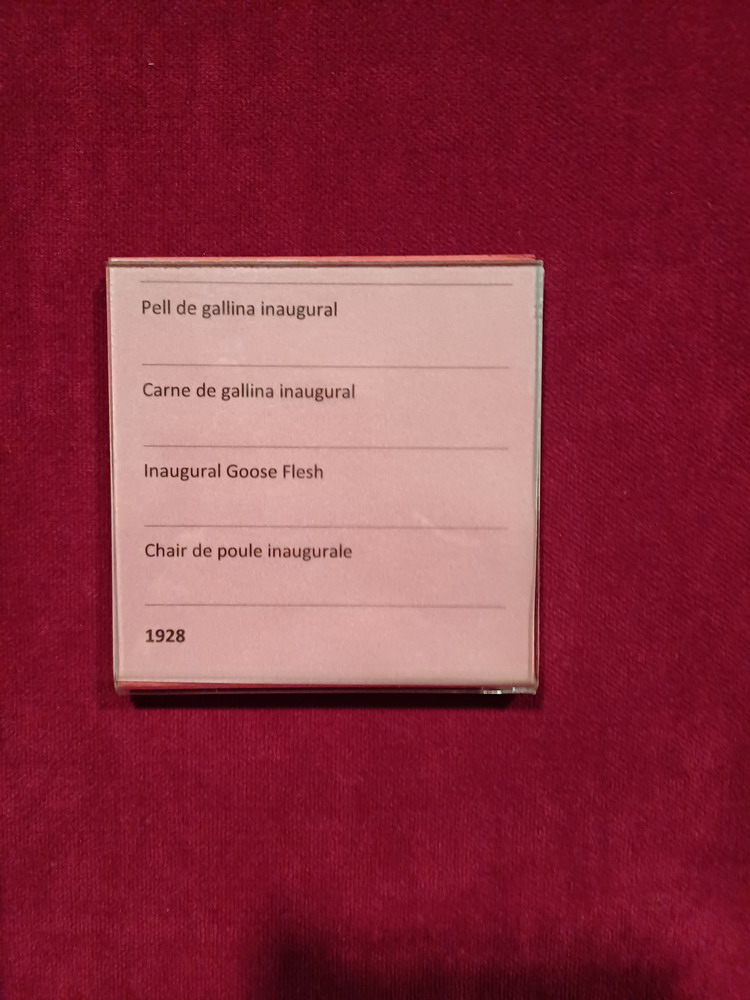 Pell de gallina inaugural
Carne de gallina inaugural
Inaugural Goose Flesh
Chair de poule inaugurale
1928